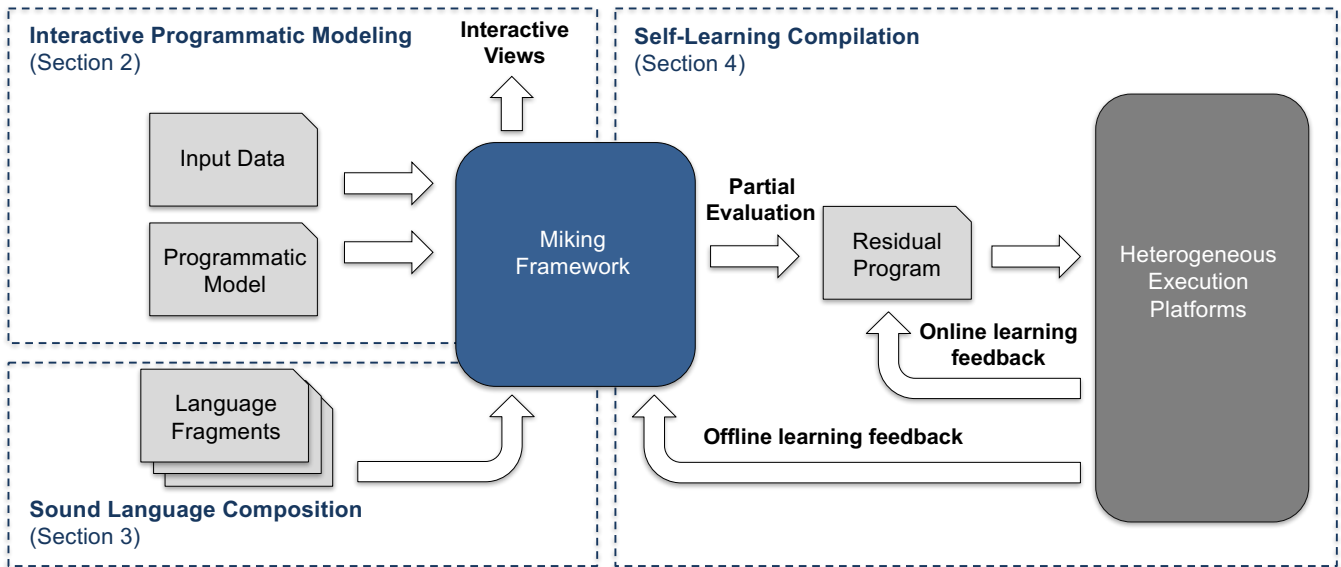 Interactive Programmatic Modeling
(Section 2)
Interactive
Views
Input Data
Programmatic
Model
Miking
Framework
Language
Fragments
Sound Language Composition
(Section 3)
Self-Learning Compilation
(Section 4)
Partial
Evaluation
Residual
Program
Heterogeneous
Execution
Platforms
Online learning
feedback
Offline learning feedback